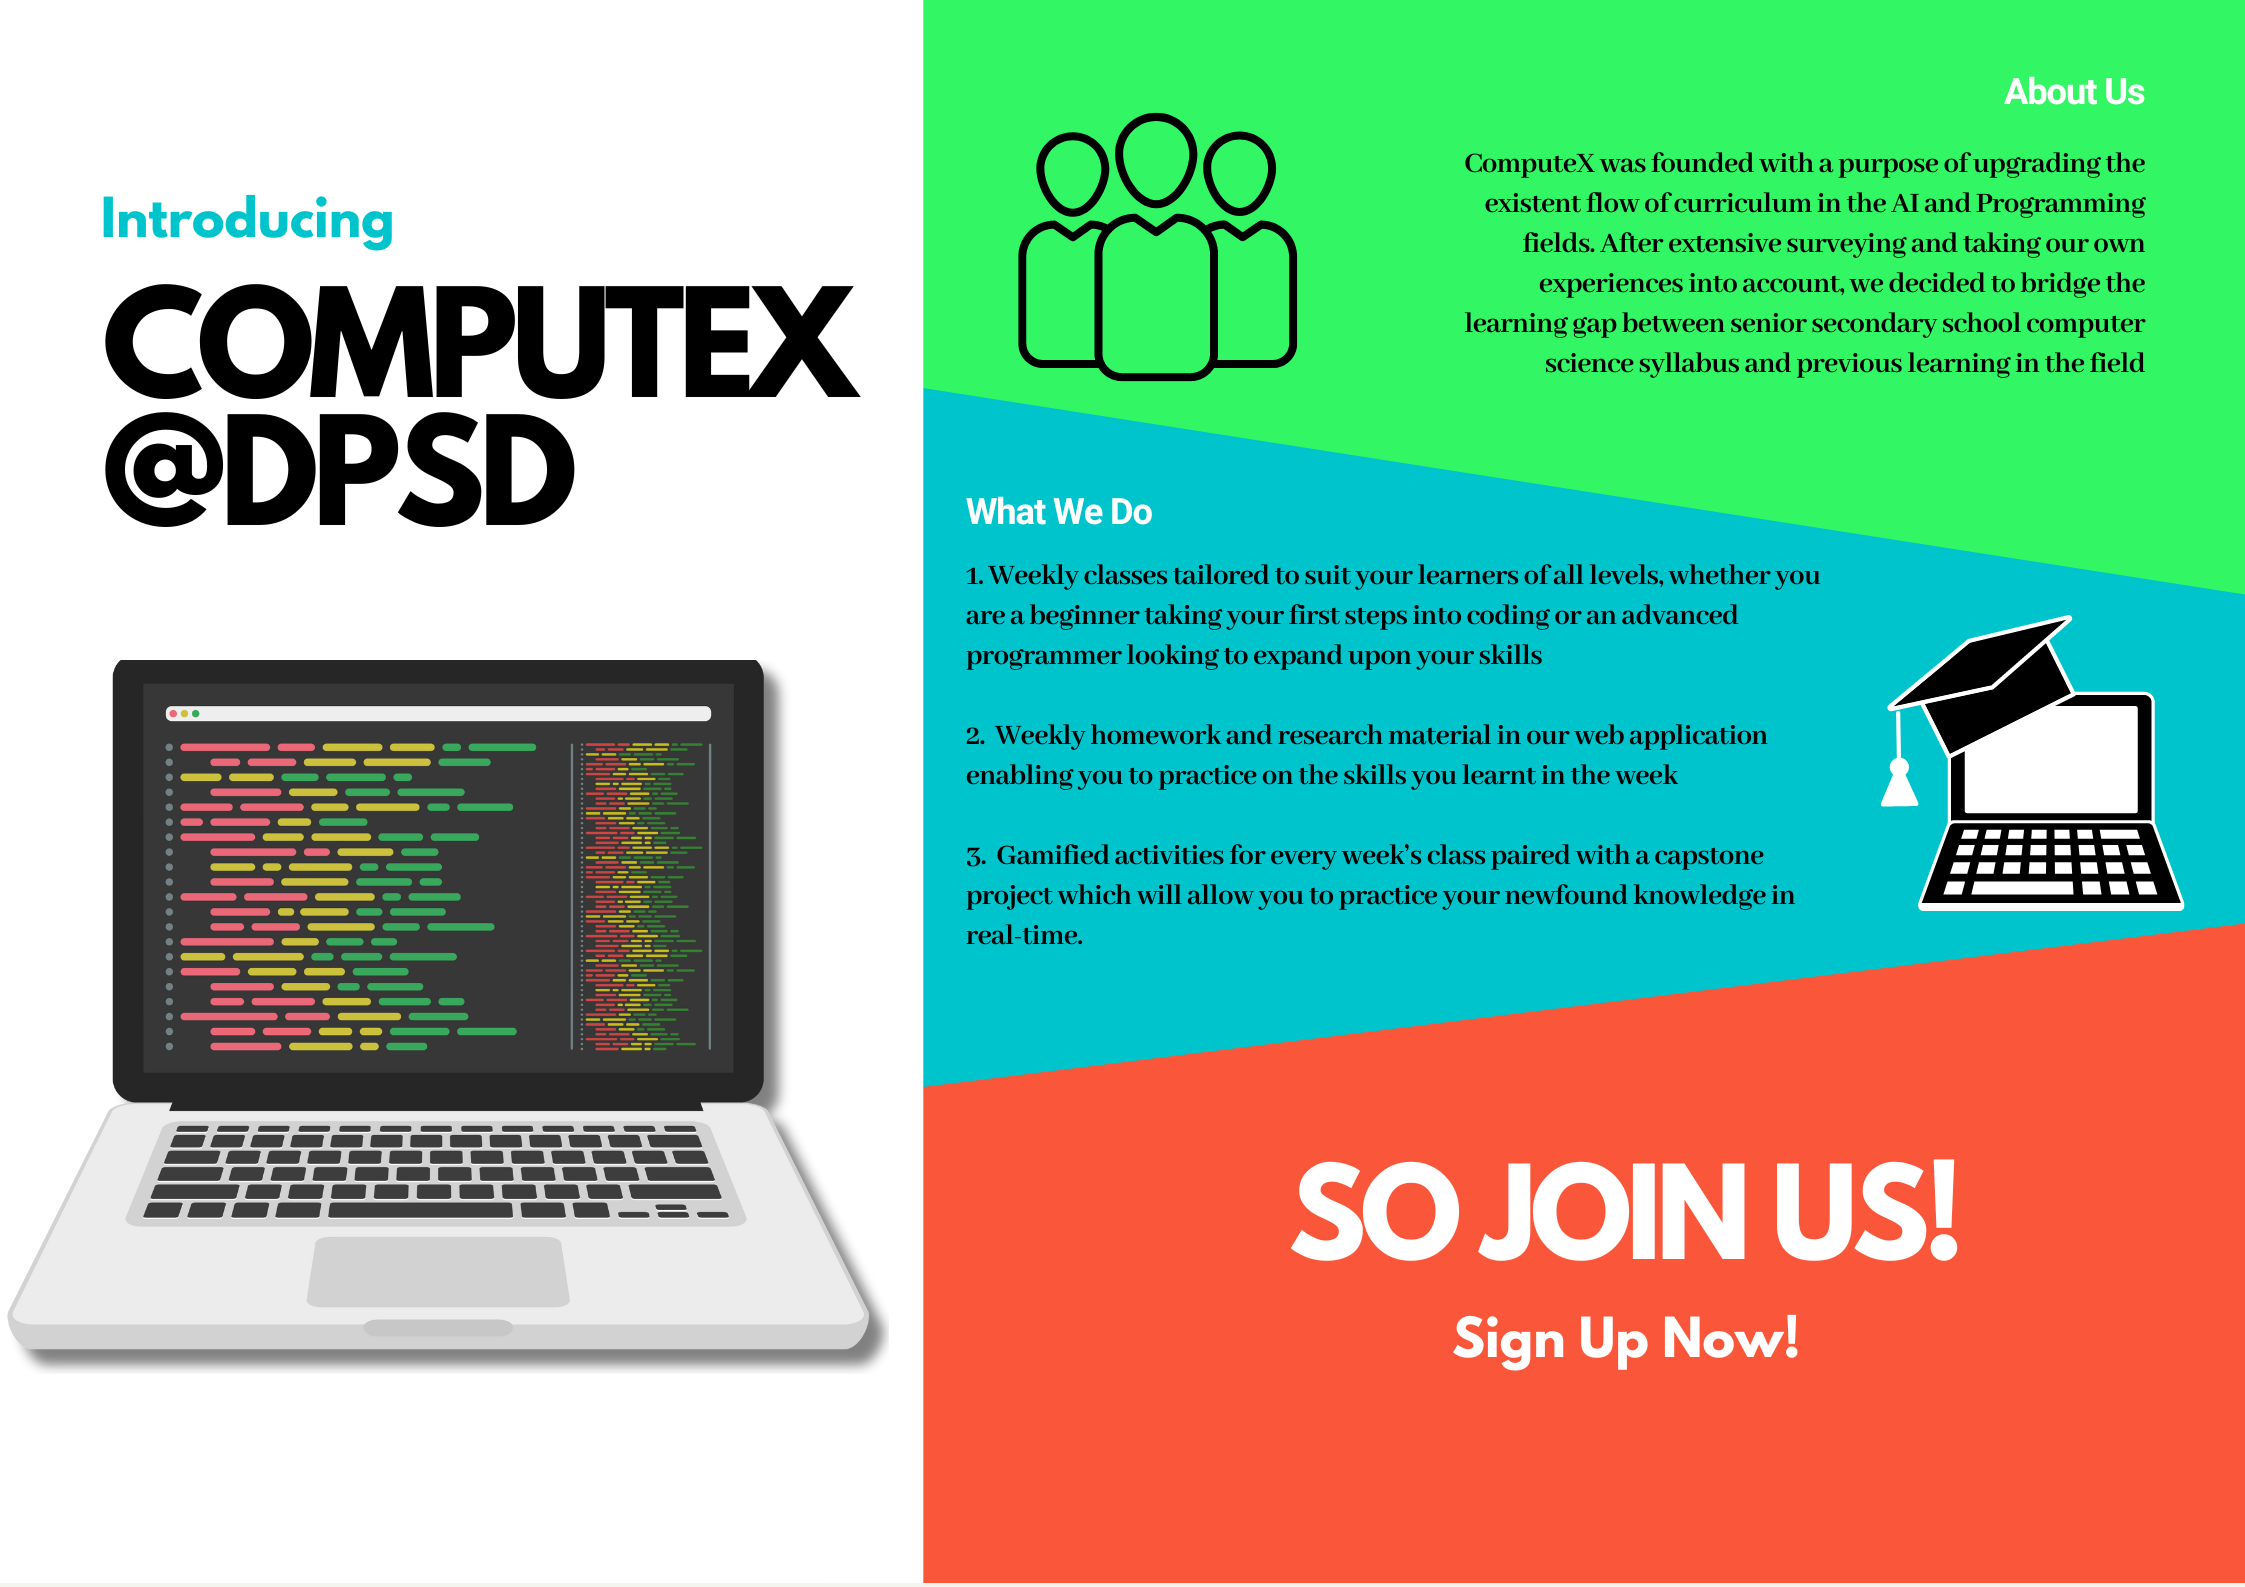 Introducing
COMPUTEX
@DPSD
About Us
ComputeX was founded with a purpose of upgrading the
existent flow of curriculum in the AI and Programming
fields. After extensive surveying and taking our own
experiences into account, we decided to bridge the
learning gap between senior secondary school computer
science syllabus and previous learning in the field
What We Do
1. Weekly classes tailored to suit your learners of all levels, whether you
are a beginner taking your first steps into coding or an advanced
programmer looking to expand upon your skills
2. Weekly homework and research material in our web application
enabling you to practice on the skills you learnt in the week
3. Gamified activities for every week’s class paired with a capstone
project which will allow you to practice your newfound knowledge in
real-time.
SO JOIN US!
Sign Up Now!